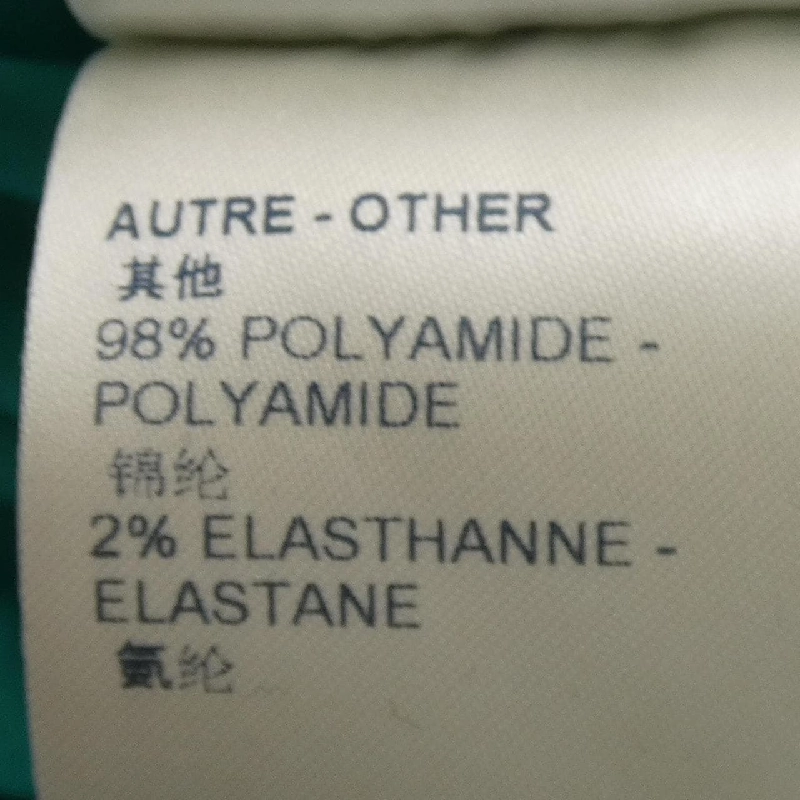 AUTRE - OTHER
其他
98% POLYAMIDE -
POLYAMIDE
锦纶
2% ELASTHANNE -
ELASTANE
氨纶